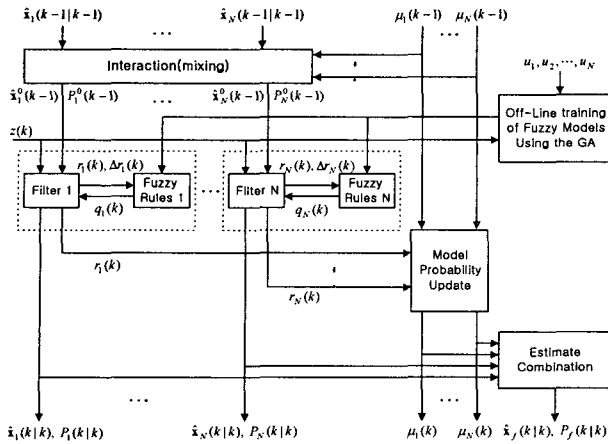 x̂₁(k−1|k−1) ... x̂_N(k−1|k−1) μ₁(k−1) ... μ_N(k−1)
u₁, u₂, ⋯, u_N
Interaction(mixing)
x̂₁⁰(k−1) P₁⁰(k−1) ... x̂_N⁰(k−1) P_N⁰(k−1)
Off-Line training
of Fuzzy Models
Using the GA
z(k)
r₁(k), Δr₁(k) r_N(k), Δr_N(k)
Filter 1
Fuzzy
Rules 1
...
Filter N
Fuzzy
Rules N
q₁(k) q_N(k)
Model
Probability
Update
r₁(k)
r_N(k)
Estimate
Combination
... ...
x̂₁(k|k), P₁(k|k) x̂_N(k|k), P_N(k|k) μ₁(k) μ_N(k) x̂_f(k|k), P_f(k|k)